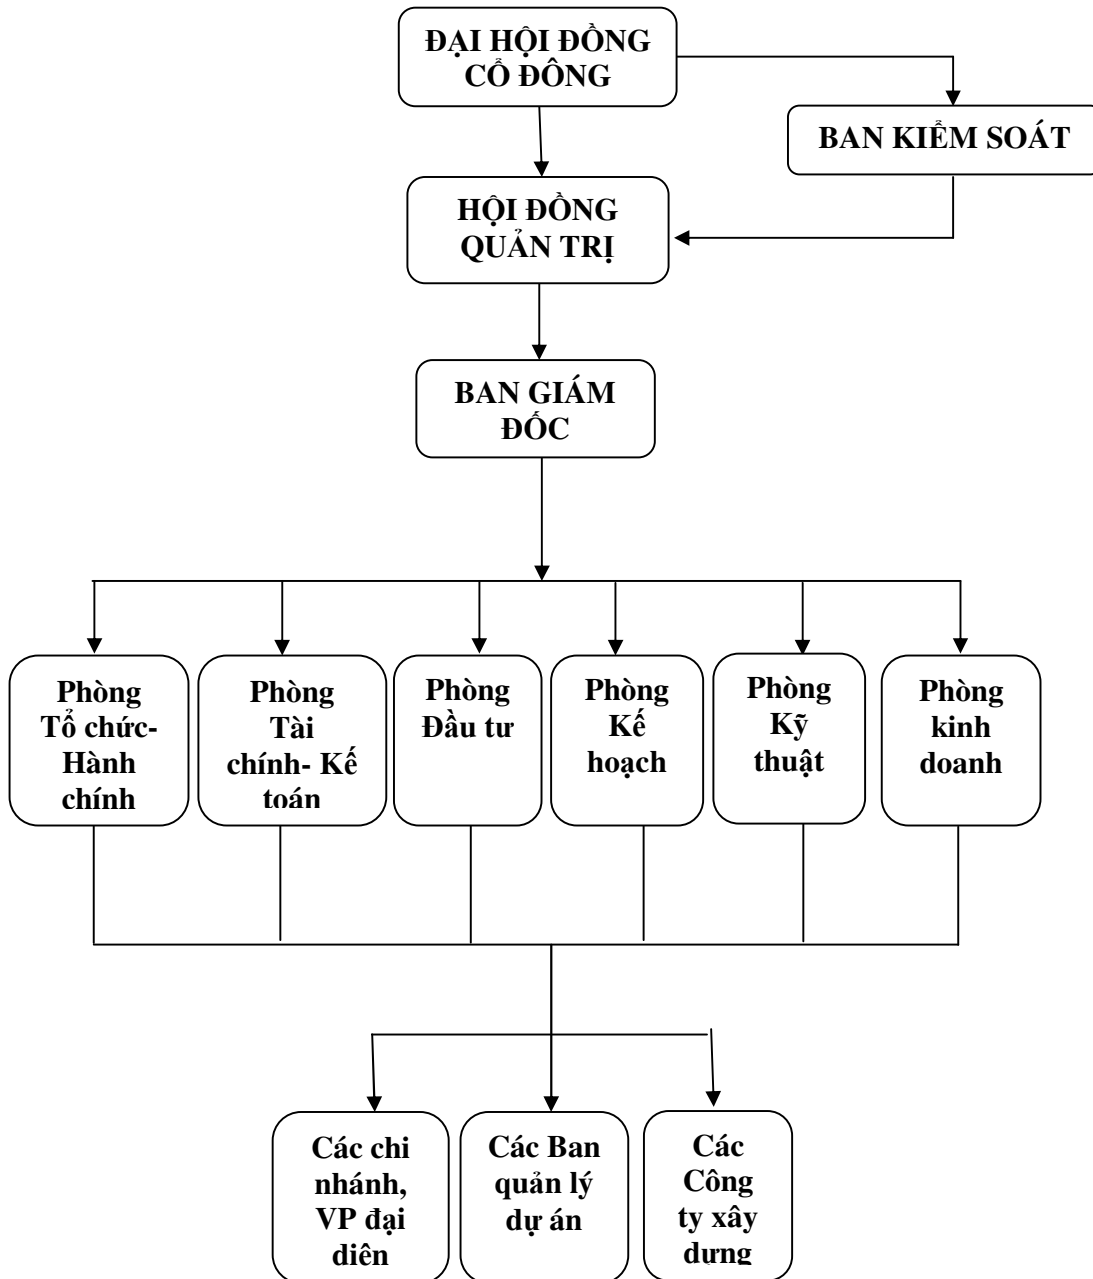 ĐẠI HỘI ĐỒNG
CỔ ĐÔNG
BAN KIỂM SOÁT
HỘI ĐỒNG
QUẢN TRỊ
BAN GIÁM
ĐỐC
Phòng
Tổ chức-
Hành
chính
Phòng
Tài
chính- Kế
toán
Phòng
Đầu tư
Phòng
Kế
hoạch
Phòng
Kỹ
thuật
Phòng
kinh
doanh
Các chi
nhánh,
VP đại
diên
Các Ban
quản lý
dự án
Các
Công
ty xây
dưng